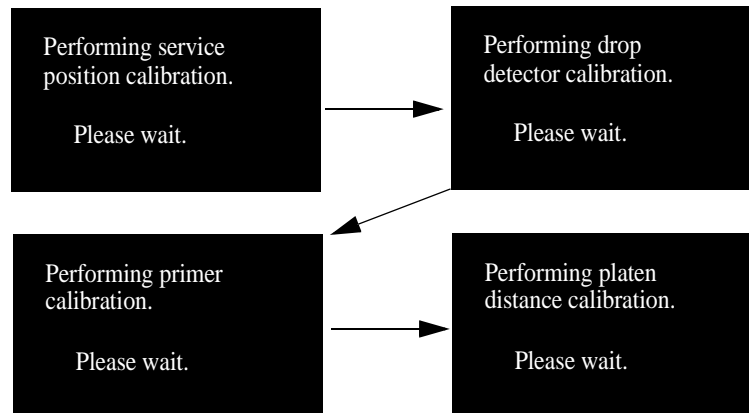 Performing service
position calibration.
Please wait.
Performing drop
detector calibration.
Please wait.
Performing primer
calibration.
Please wait.
Performing platen
distance calibration.
Please wait.